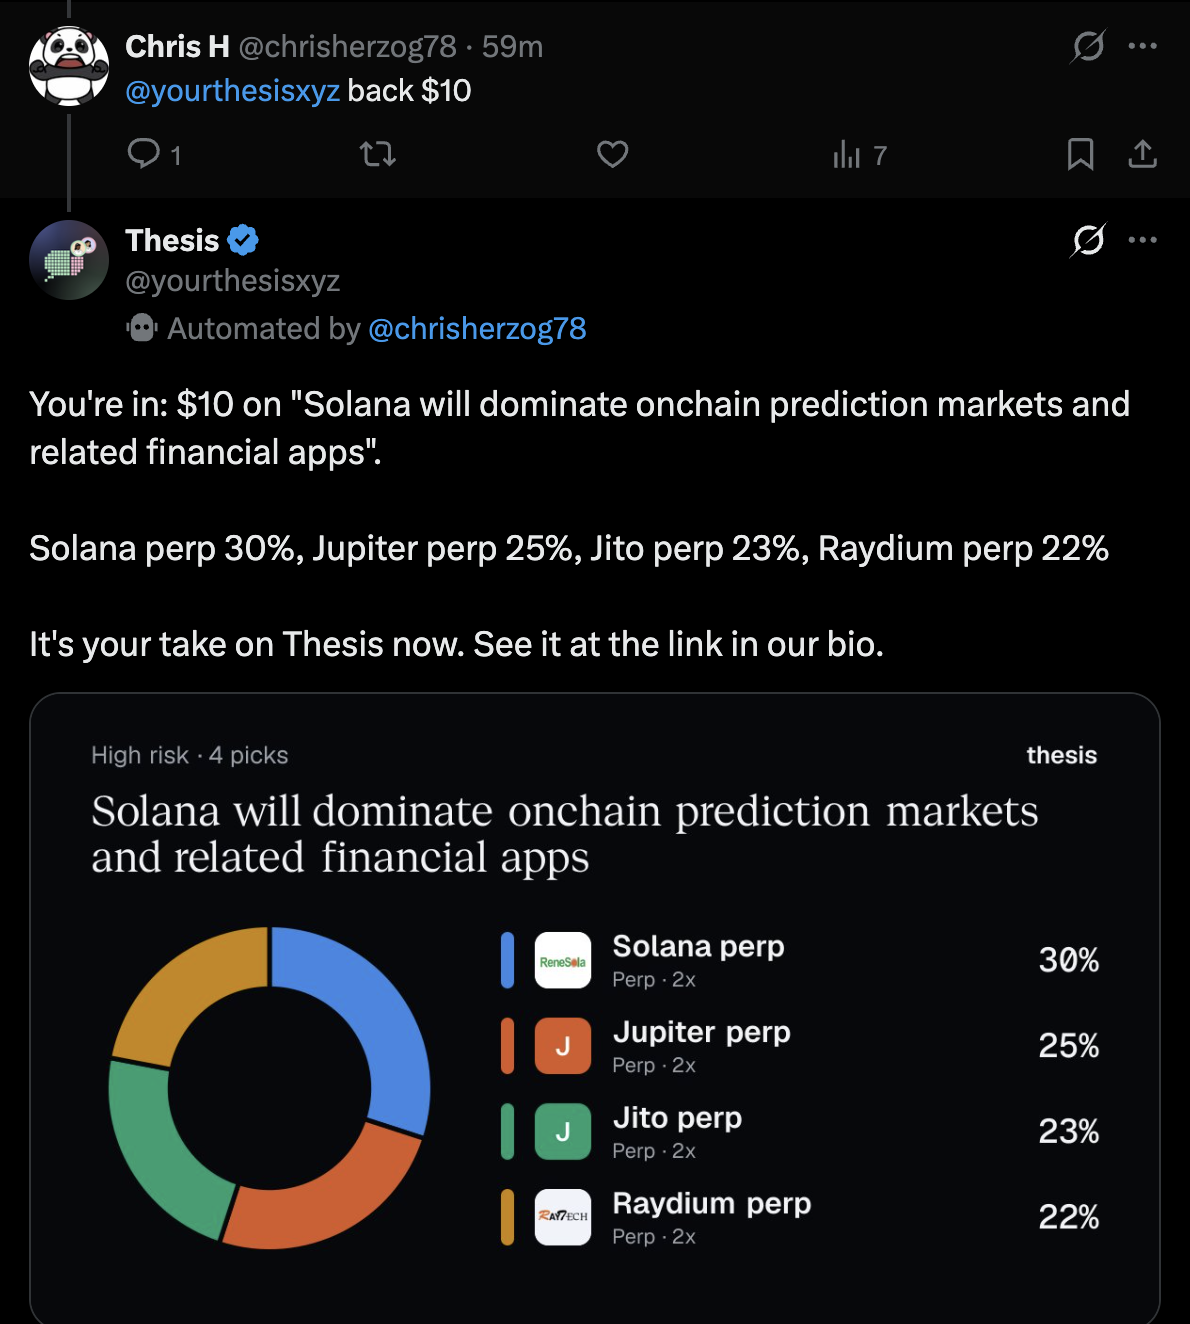 Chris H @chrisherzog78 · 59m
@yourthesisxyz back $10
1
7
Thesis
@yourthesisxyz
Automated by @chrisherzog78
You're in: $10 on "Solana will dominate onchain prediction markets and
related financial apps".
Solana perp 30%, Jupiter perp 25%, Jito perp 23%, Raydium perp 22%
It's your take on Thesis now. See it at the link in our bio.
High risk · 4 picks
thesis
Solana will dominate onchain prediction markets
and related financial apps
ReneSola
Solana perp
30%
Perp · 2x
J
Jupiter perp
25%
Perp · 2x
J
Jito perp
23%
Perp · 2x
RAYTECH
Raydium perp
22%
Perp · 2x